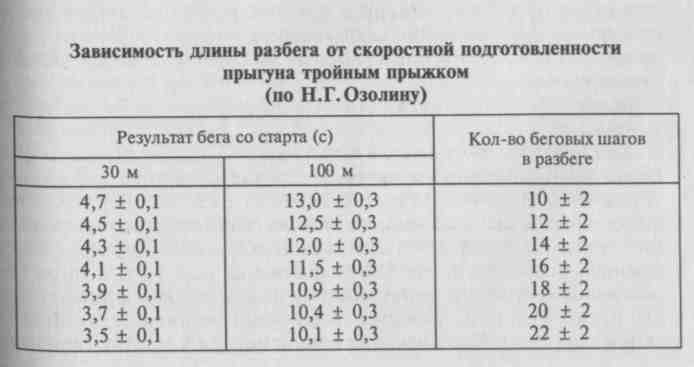 Зависимость длины разбега от скоростной подготовленности
прыгуна тройным прыжком
(по Н.Г. Озолину)
Результат бега со старта (с)
Кол-во беговых шагов
в разбеге
30 м 100 м
4,7 ± 0,1 13,0 ± 0,3 10 ± 2
4,5 ± 0,1 12,5 ± 0,3 12 ± 2
4,3 ± 0,1 12,0 ± 0,3 14 ± 2
4,1 ± 0,1 11,5 ± 0,3 16 ± 2
3,9 ± 0,1 10,9 ± 0,3 18 ± 2
3,7 ± 0,1 10,4 ± 0,3 20 ± 2
3,5 ± 0,1 10,1 ± 0,3 22 ± 2